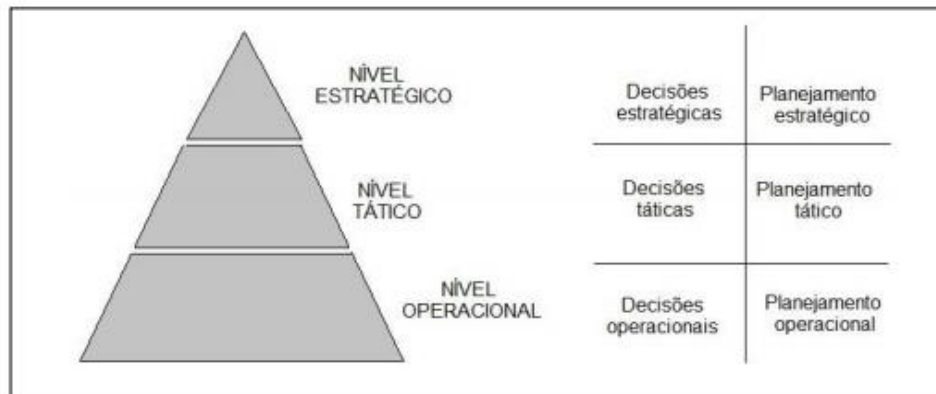 NÍVEL
ESTRATÉGICO
Decisões
estratégicas
Planejamento
estratégico
NÍVEL
TÁTICO
Decisões
táticas
Planejamento
tático
NÍVEL
OPERACIONAL
Decisões
operacionais
Planejamento
operacional